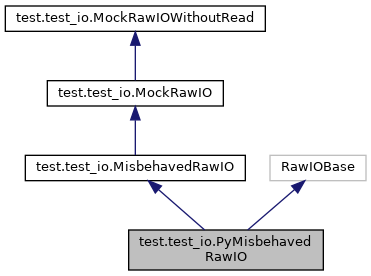 test.test_io.MockRawIOWithoutRead
test.test_io.MockRawIO
test.test_io.MisbehavedRawIO
RawIOBase
test.test_io.PyMisbehaved
RawIO